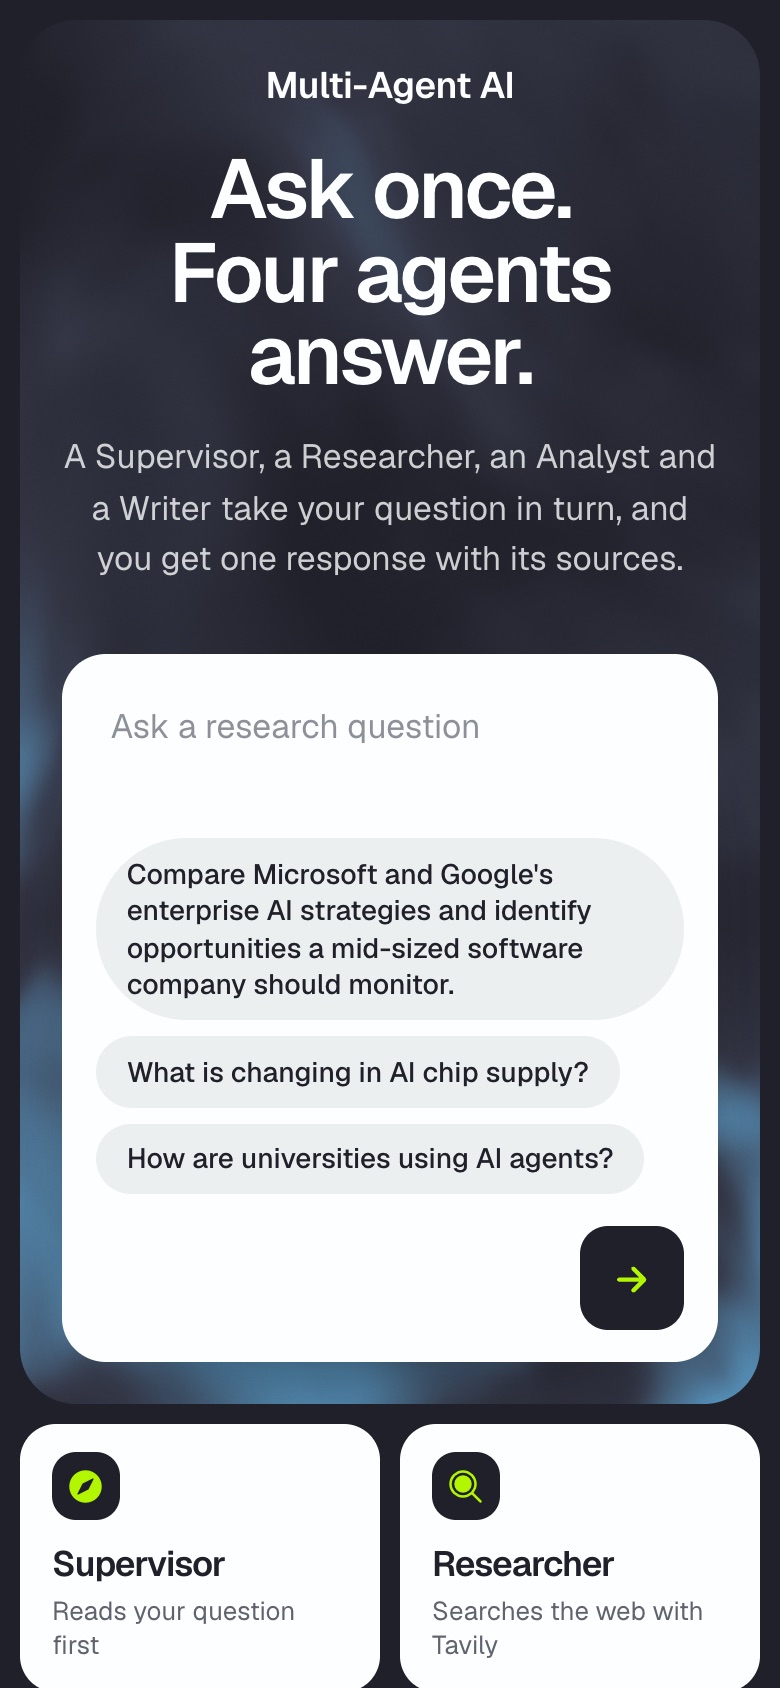 Multi-Agent AI
Ask once.
Four agents
answer.
A Supervisor, a Researcher, an Analyst and
a Writer take your question in turn, and
you get one response with its sources.
Ask a research question
Compare Microsoft and Google's
enterprise AI strategies and identify
opportunities a mid-sized software
company should monitor.
What is changing in AI chip supply?
How are universities using AI agents?
Supervisor
Reads your question
first
Researcher
Searches the web with
Tavily